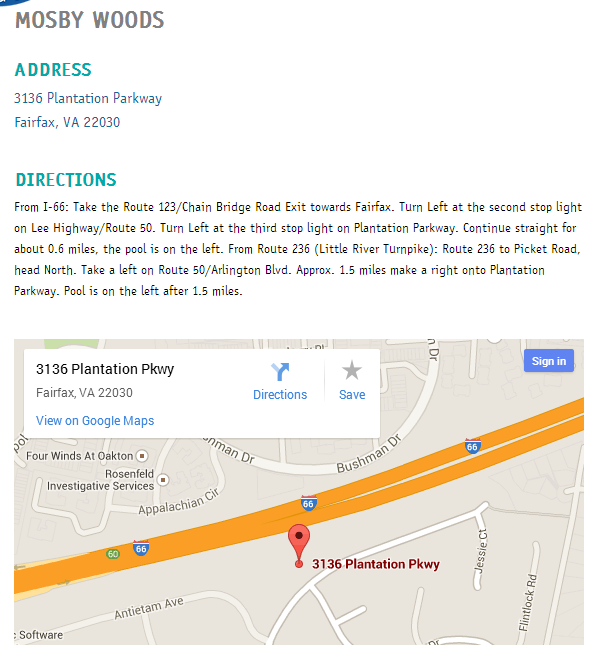 MOSBY WOODS
ADDRESS
3136 Plantation Parkway
Fairfax, VA 22030
DIRECTIONS
From I-66: Take the Route 123/Chain Bridge Road Exit towards Fairfax. Turn Left at the second stop light
on Lee Highway/Route 50. Turn Left at the third stop light on Plantation Parkway. Continue straight for
about 0.6 miles, the pool is on the left. From Route 236 (Little River Turnpike): Route 236 to Picket Road,
head North. Take a left on Route 50/Arlington Blvd. Approx. 1.5 miles make a right onto Plantation
Parkway. Pool is on the left after 1.5 miles.
3136 Plantation Pkwy
Fairfax, VA 22030
View on Google Maps
Directions
Save
Sign in
Dr
hman Dr
Bushman Dr
66
Four Winds At Oakton
Rosenfeld
Investigative Services
Appalachian Cir
66
60
66
3136 Plantation Pkwy
Jessie Ct
Flintlock Rd
Antietam Ave
Software
Dr